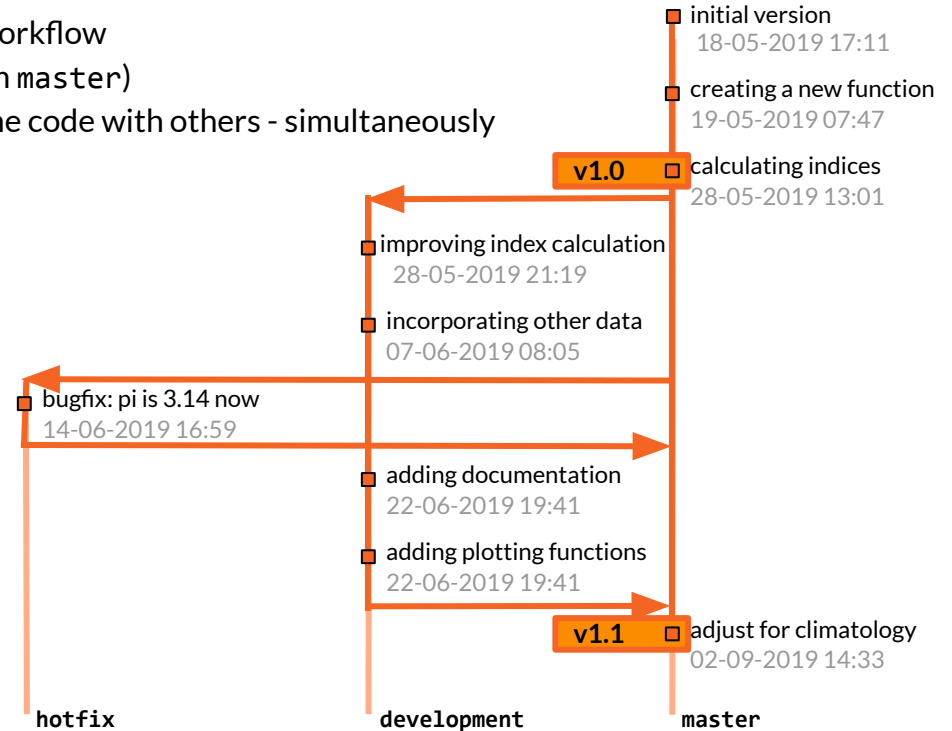 initial version
orkflow
18-05-2019 17:11
master)
creating a new function
19-05-2019 07:47
e code with others - simultaneously
v1.0
calculating indices
28-05-2019 13:01
improving index calculation
28-05-2019 21:19
incorporating other data
07-06-2019 08:05
bugfix: pi is 3.14 now
14-06-2019 16:59
adding documentation
22-06-2019 19:41
adding plotting functions
22-06-2019 19:41
v1.1
adjust for climatology
02-09-2019 14:33
hotfix
development
master